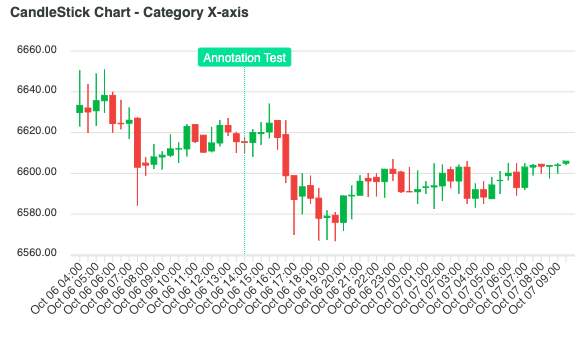 CandleStick Chart - Category X-axis
6660.00
Annotation Test
6640.00
6620.00
6600.00
6580.00
6560.00
Oct 06 04:00
Oct 06 05:00
Oct 06 06:00
Oct 06 07:00
Oct 06 08:00
Oct 06 09:00
Oct 06 10:00
Oct 06 11:00
Oct 06 12:00
Oct 06 13:00
Oct 06 14:00
Oct 06 15:00
Oct 06 16:00
Oct 06 17:00
Oct 06 18:00
Oct 06 19:00
Oct 06 20:00
Oct 06 21:00
Oct 06 22:00
Oct 06 23:00
Oct 07 00:00
Oct 07 01:00
Oct 07 02:00
Oct 07 03:00
Oct 07 04:00
Oct 07 05:00
Oct 07 06:00
Oct 07 07:00
Oct 07 08:00
Oct 07 09:00